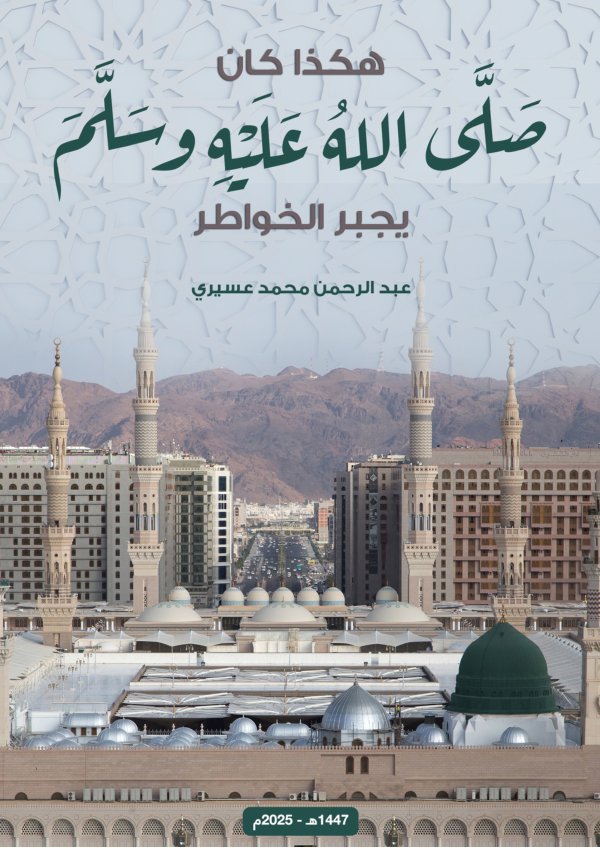 هكذا كان
صَلَّى اللهُ عَلَيْهِ وسَلَّمَ
يجبر الخواطر
عبد الرحمن محمد عسيري
1447هـ - 2025م